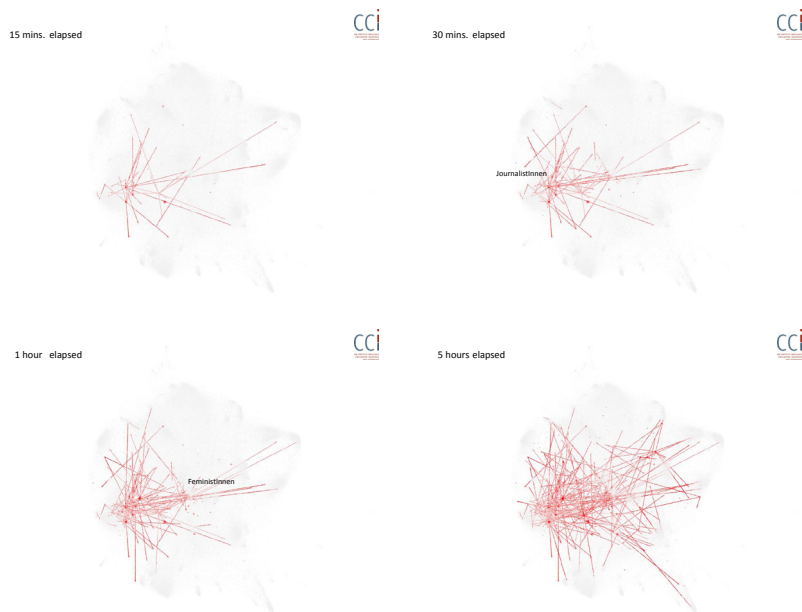 15 mins. elapsed
CCi
30 mins. elapsed
CCi
JournalistInnen
1 hour elapsed
CCi
FeministInnen
5 hours elapsed
CCi